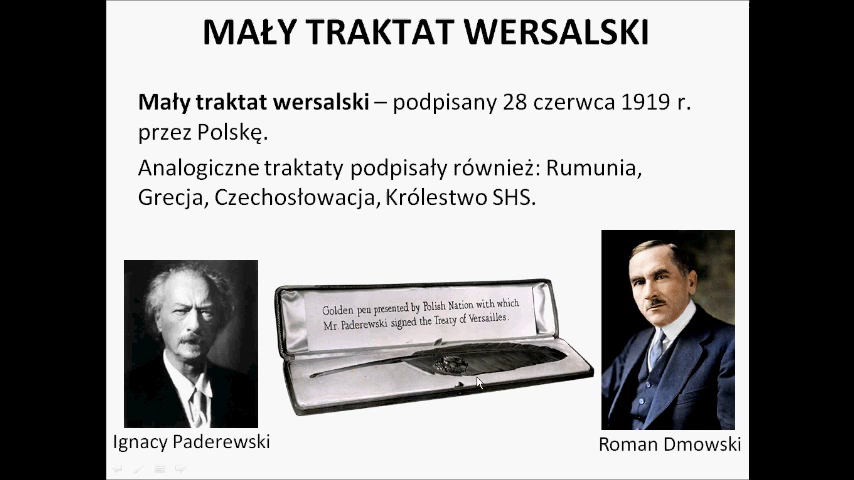 MAŁY TRAKTAT WERSALSKI
Mały traktat wersalski – podpisany 28 czerwca 1919 r.
przez Polskę.
Analogiczne traktaty podpisały również: Rumunia,
Grecja, Czechosłowacja, Królestwo SHS.
Golden pen presented by Polish Nation with which
Mr. Paderewski signed the Treaty of Versailles.
Ignacy Paderewski
Roman Dmowski